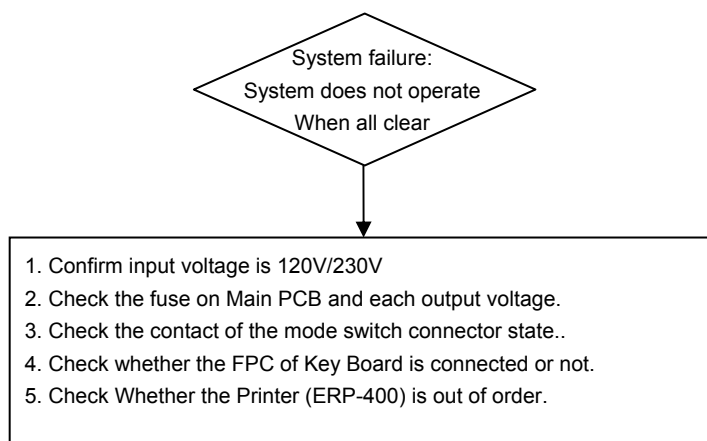 System failure:
System does not operate
When all clear
1. Confirm input voltage is 120V/230V
2. Check the fuse on Main PCB and each output voltage.
3. Check the contact of the mode switch connector state..
4. Check whether the FPC of Key Board is connected or not.
5. Check Whether the Printer (ERP-400) is out of order.